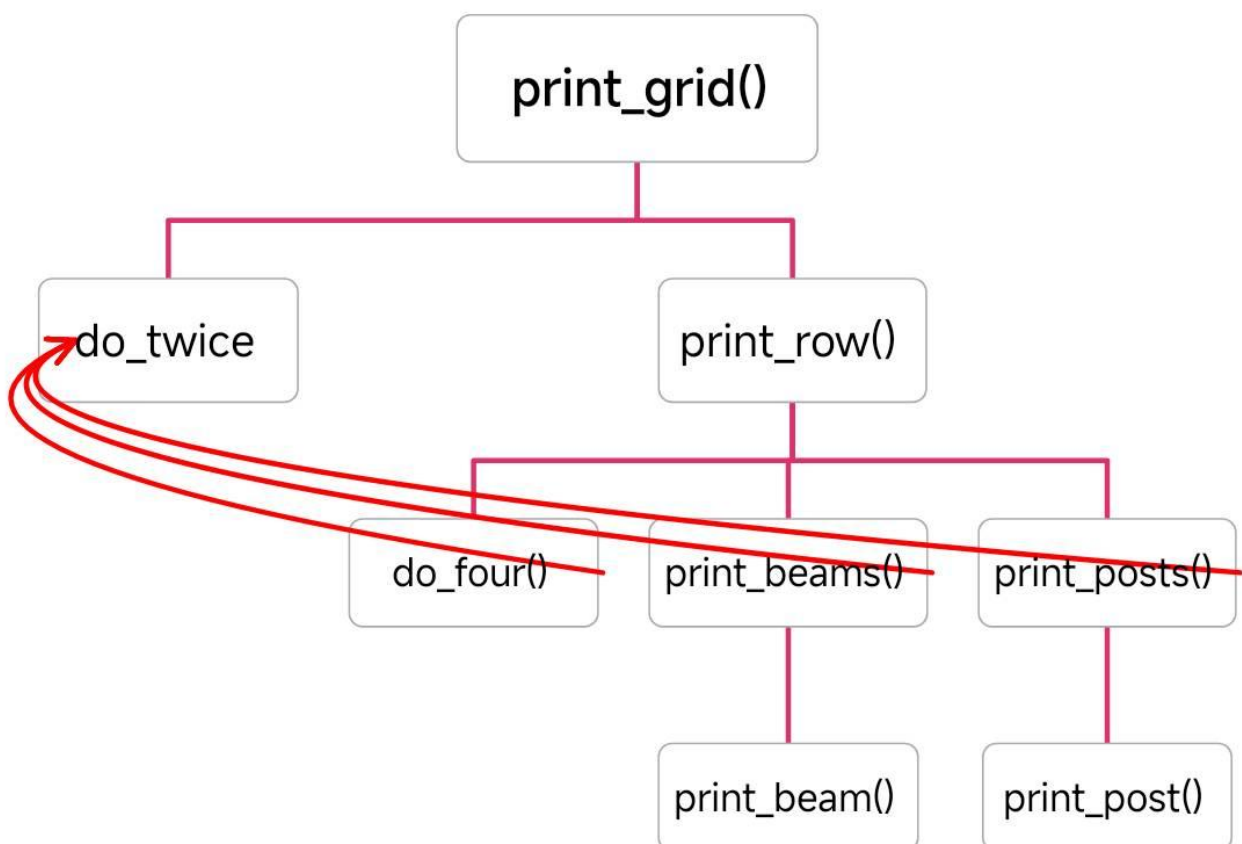 print_grid()
do_twice
print_row()
do_four()
print_beams()
print_posts()
print_beam()
print_post()